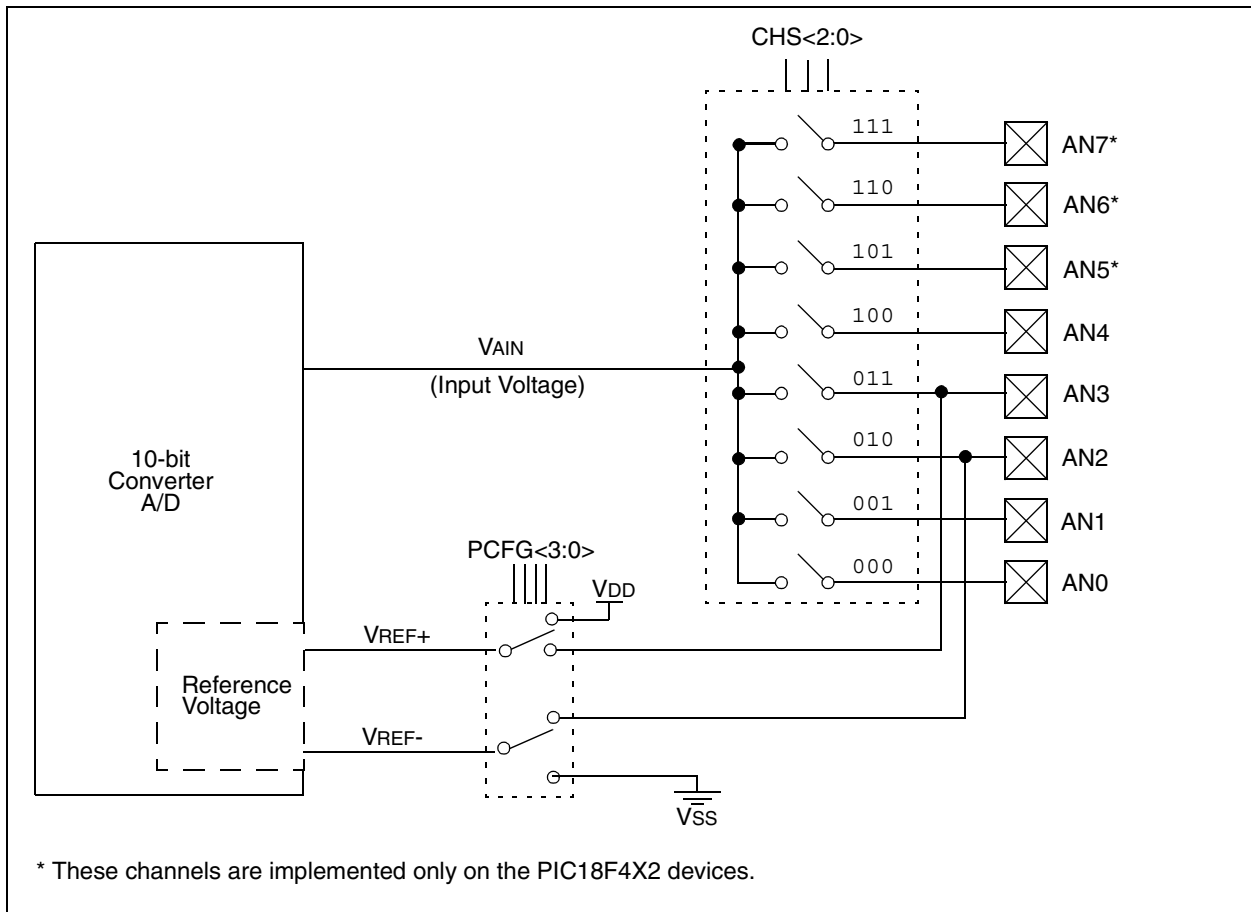 CHS<2:0>
111
AN7*
110
AN6*
101
AN5*
100
AN4
VAIN
(Input Voltage)
011
AN3
10-bit
Converter
A/D
010
AN2
001
AN1
PCFG<3:0>
000
AN0
VDD
VREF+
Reference
Voltage
VREF-
VSS
* These channels are implemented only on the PIC18F4X2 devices.